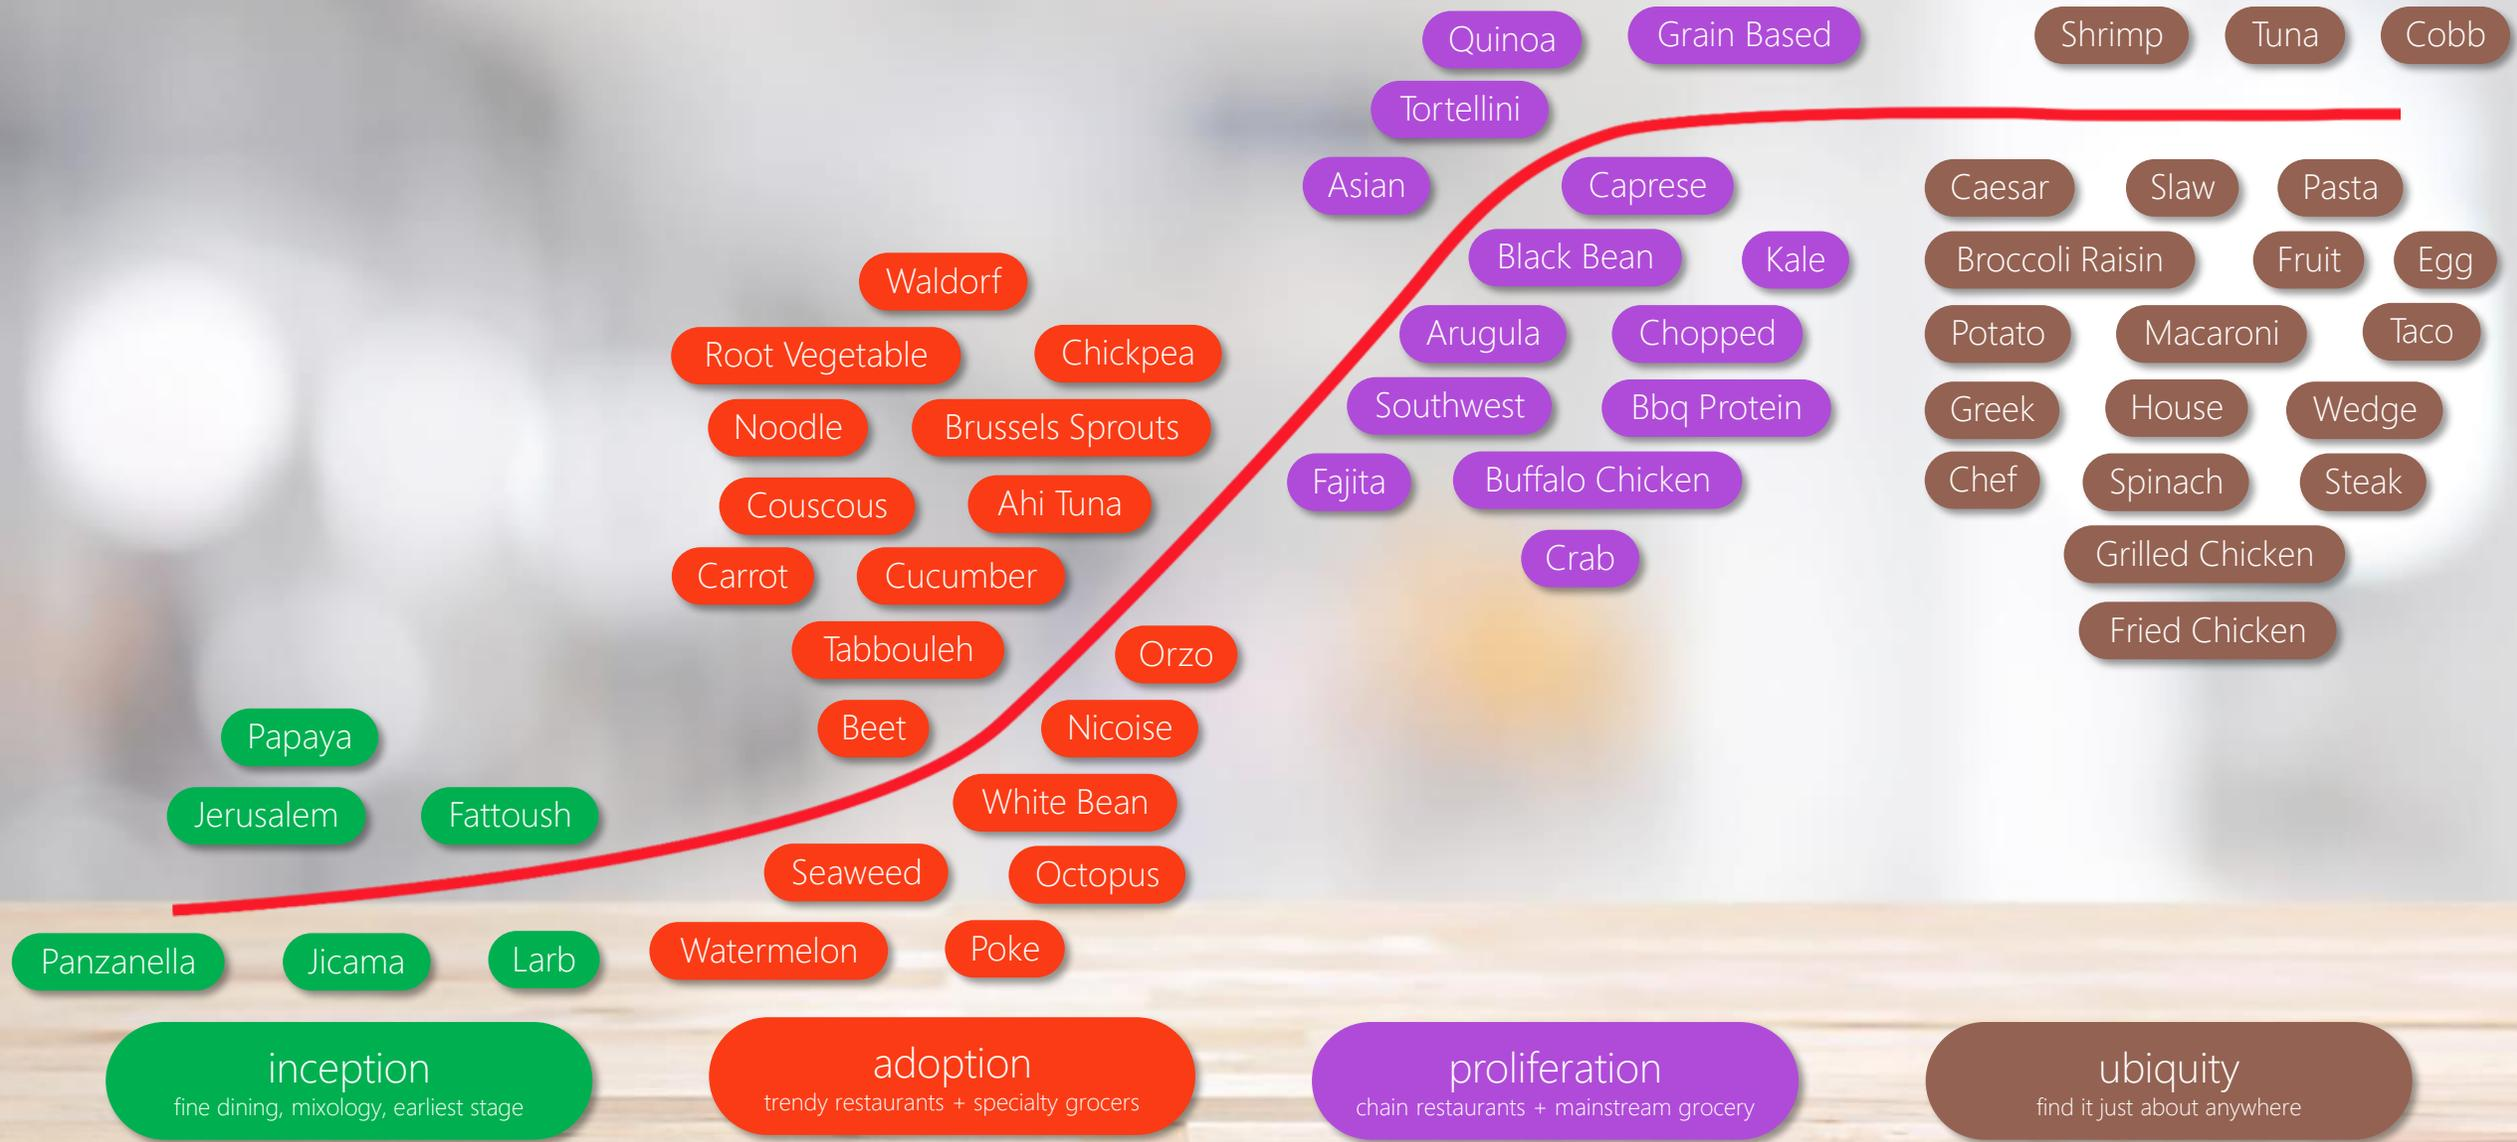 Quinoa
Grain Based
Shrimp
Tuna
Cobb
Tortellini
Asian
Caprese
Caesar
Slaw
Pasta
Black Bean
Kale
Broccoli Raisin
Fruit
Egg
Waldorf
Root Vegetable
Chickpea
Arugula
Chopped
Potato
Macaroni
Taco
Noodle
Brussels Sprouts
Southwest
Bbq Protein
Greek
House
Wedge
Couscous
Ahi Tuna
Fajita
Buffalo Chicken
Chef
Spinach
Steak
Carrot
Cucumber
Crab
Grilled Chicken
Tabbouleh
Orzo
Fried Chicken
Papaya
Beet
Nicoise
Jerusalem
Fattoush
White Bean
Seaweed
Octopus
Panzanella
Jicama
Larb
Watermelon
Poke
inception
fine dining, mixology, earliest stage
adoption
trendy restaurants + specialty grocers
proliferation
chain restaurants + mainstream grocery
ubiquity
find it just about anywhere